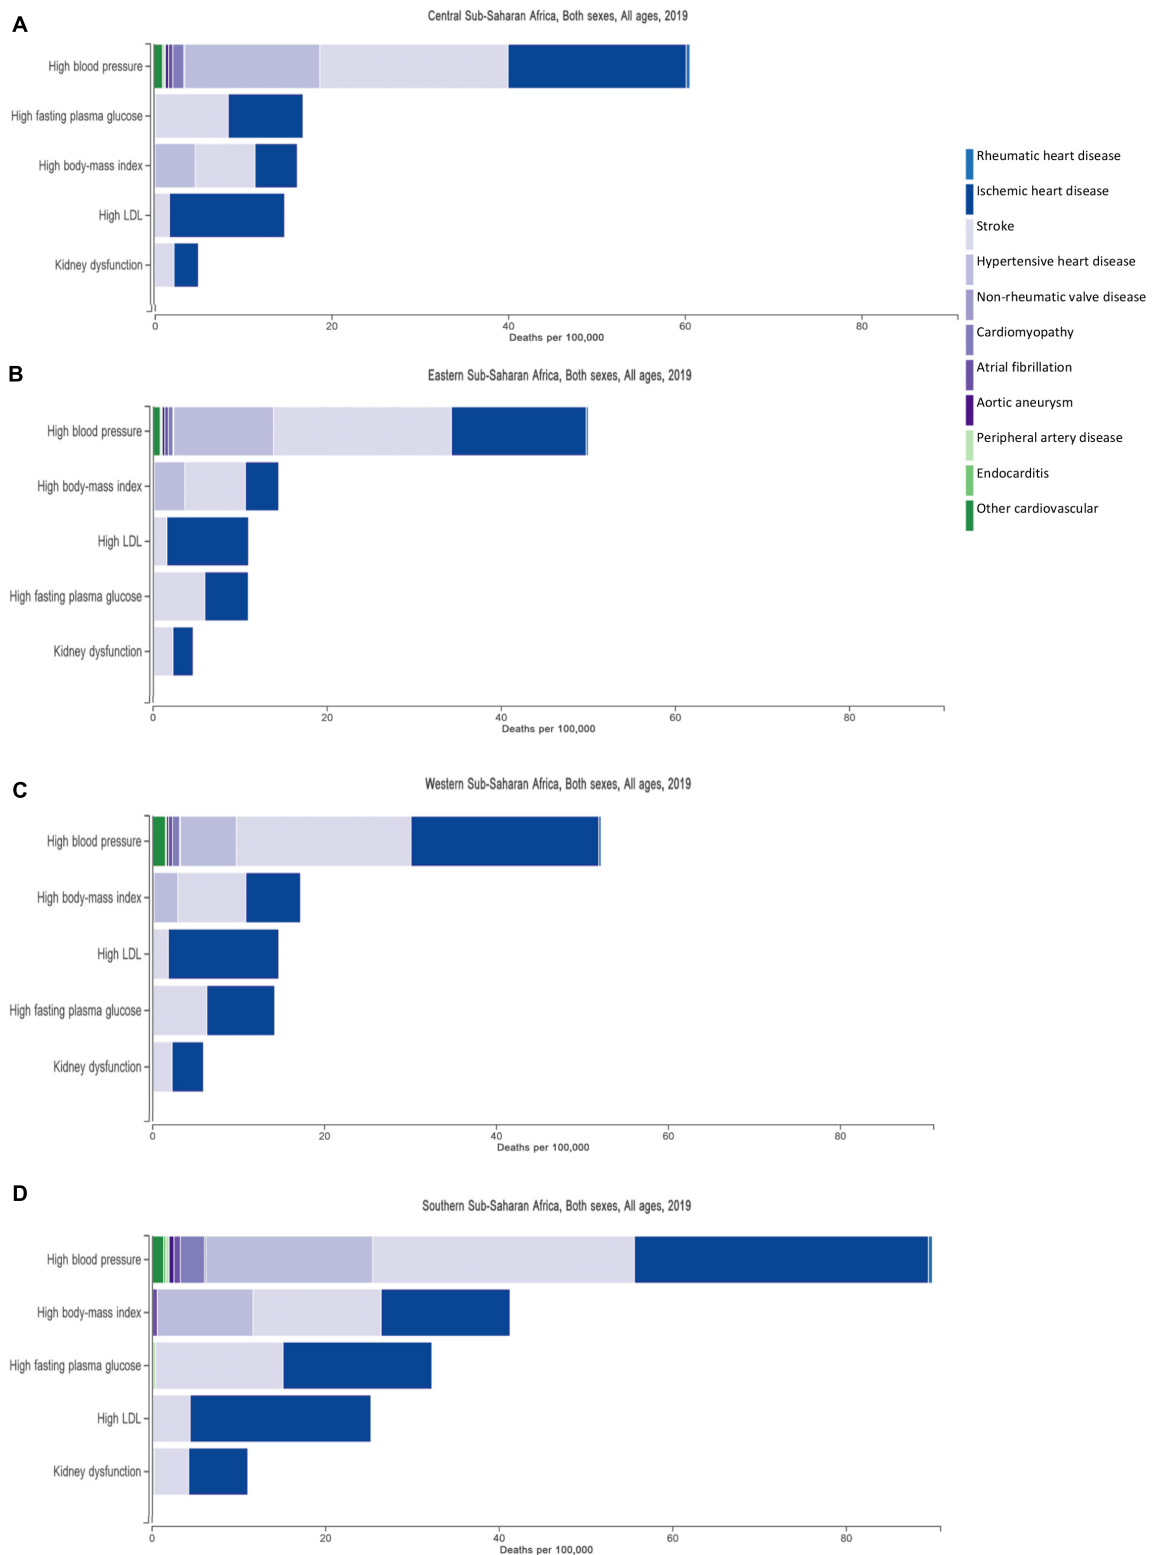 A
Central Sub-Saharan Africa, Both sexes, All ages, 2019
High blood pressure
High fasting plasma glucose
High body-mass index
High LDL
Kidney dysfunction
0 20 40 60 80
Deaths per 100,000
Rheumatic heart disease
Ischemic heart disease
Stroke
Hypertensive heart disease
Non-rheumatic valve disease
Cardiomyopathy
Atrial fibrillation
Aortic aneurysm
Peripheral artery disease
Endocarditis
Other cardiovascular
B
Eastern Sub-Saharan Africa, Both sexes, All ages, 2019
High blood pressure
High body-mass index
High LDL
High fasting plasma glucose
Kidney dysfunction
0 20 40 60 80
Deaths per 100,000
C
Western Sub-Saharan Africa, Both sexes, All ages, 2019
High blood pressure
High body-mass index
High LDL
High fasting plasma glucose
Kidney dysfunction
0 20 40 60 80
Deaths per 100,000
D
Southern Sub-Saharan Africa, Both sexes, All ages, 2019
High blood pressure
High body-mass index
High fasting plasma glucose
High LDL
Kidney dysfunction
0 20 40 60 80
Deaths per 100,000